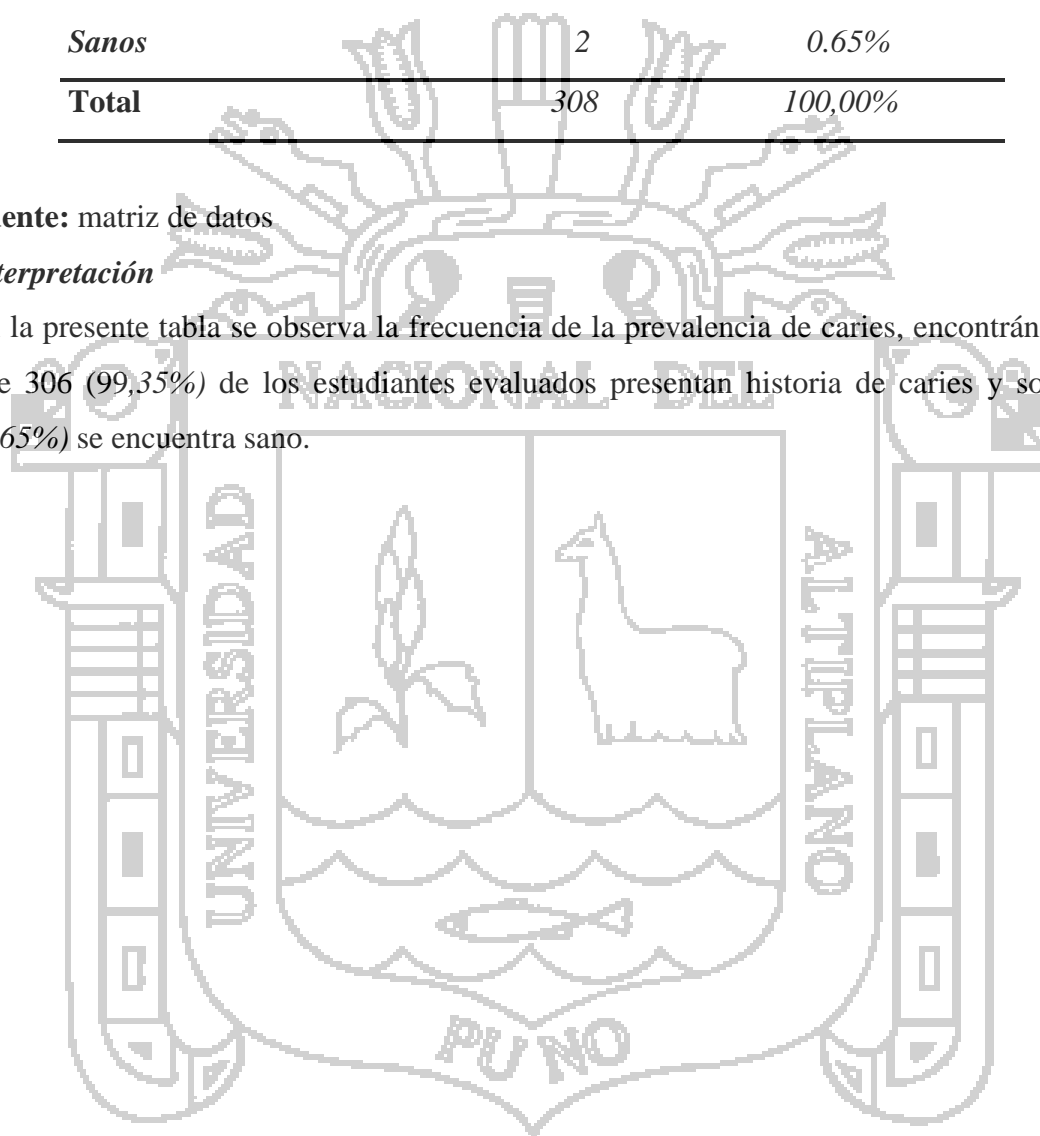 Sanos 2 0.65%
Total 308 100,00%
ente: matriz de datos
terpretación
la presente tabla se observa la frecuencia de la prevalencia de caries, encontrán
e 306 (99,35%) de los estudiantes evaluados presentan historia de caries y so
65%) se encuentra sano.
NACIONAL DEL
UNIVERSIDAD
ALTIPLANO
PUNO